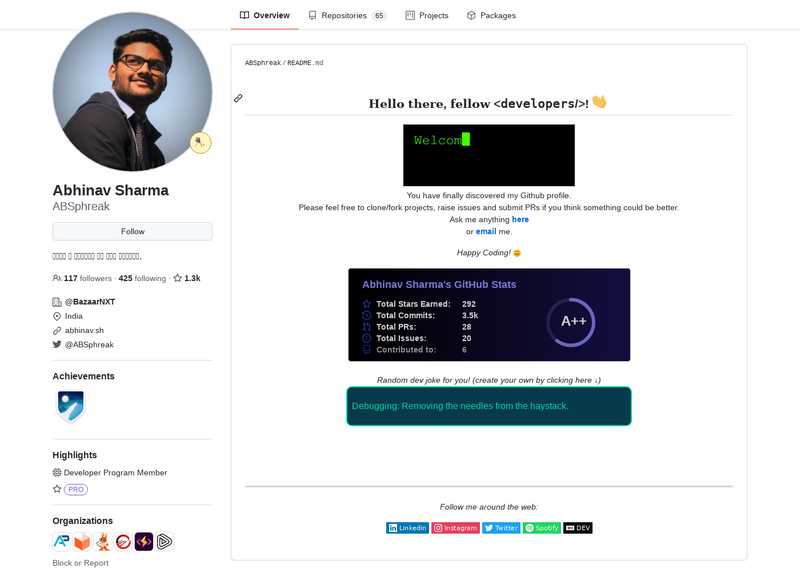 Overview
Repositories 65
Projects
Packages
Abhinav Sharma
ABSphreak
Follow
117 followers · 425 following · 1.3k
@BazaarNXT
India
abhinav.sh
@ABSphreak
Achievements
Highlights
Developer Program Member
PRO
Organizations
Block or Report
ABSphreak / README.md
Hello there, fellow <developers/>! 👋
Welcom
You have finally discovered my Github profile.
Please feel free to clone/fork projects, raise issues and submit PRs if you think something could be better.
Ask me anything here
or email me.
Happy Coding! 😊
Abhinav Sharma's GitHub Stats
Total Stars Earned: 292
Total Commits: 3.5k
Total PRs: 28
Total Issues: 20
Contributed to: 6
A++
Random dev joke for you! (create your own by clicking here ↓)
Debugging: Removing the needles from the haystack.
Follow me around the web:
LinkedIn
Instagram
Twitter
Spotify
DEV